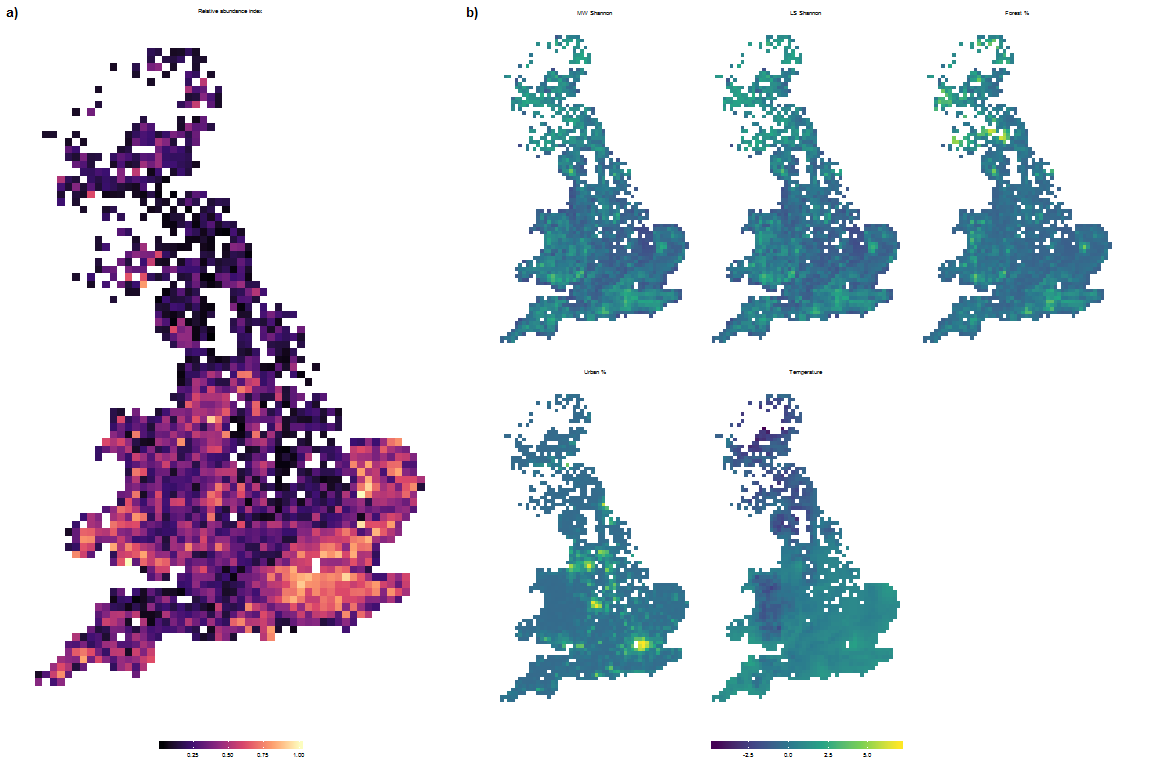 a)
Relative abundance index
0.25 0.50 0.75 1.00
b)
MW Shannon
LS Shannon
Forest %
Urban %
Temperature
-2.5 0.0 2.5 5.0